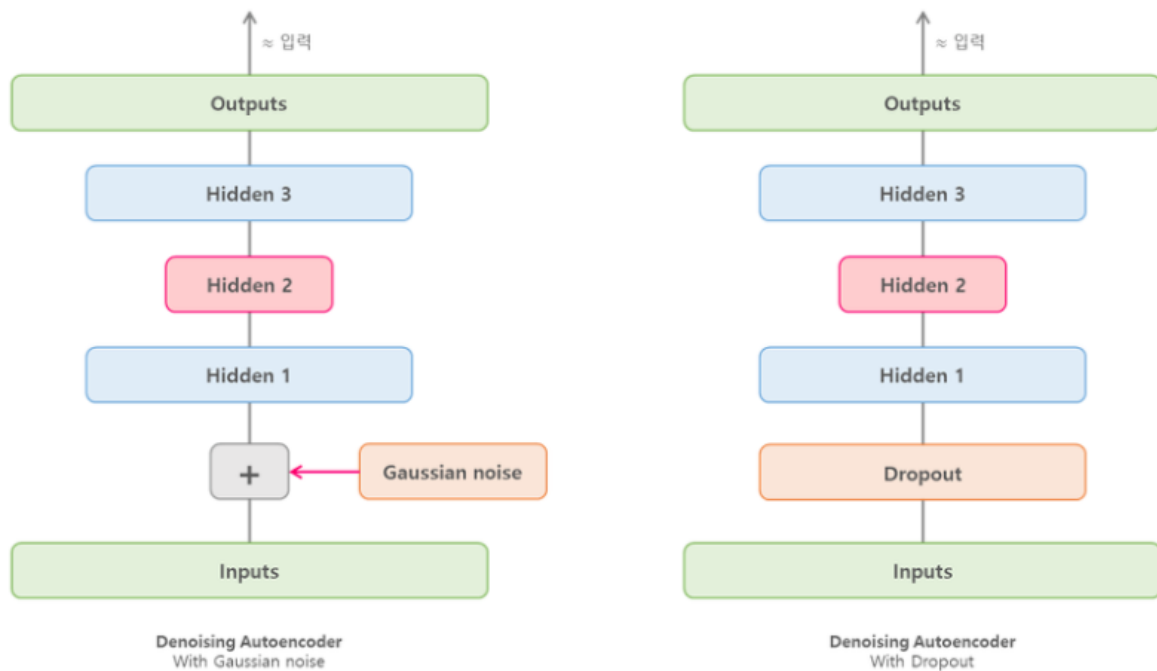 ≈ 입력
Outputs
Hidden 3
Hidden 2
Hidden 1
+
Gaussian noise
Inputs
Denoising Autoencoder
With Gaussian noise
≈ 입력
Outputs
Hidden 3
Hidden 2
Hidden 1
Dropout
Inputs
Denoising Autoencoder
With Dropout